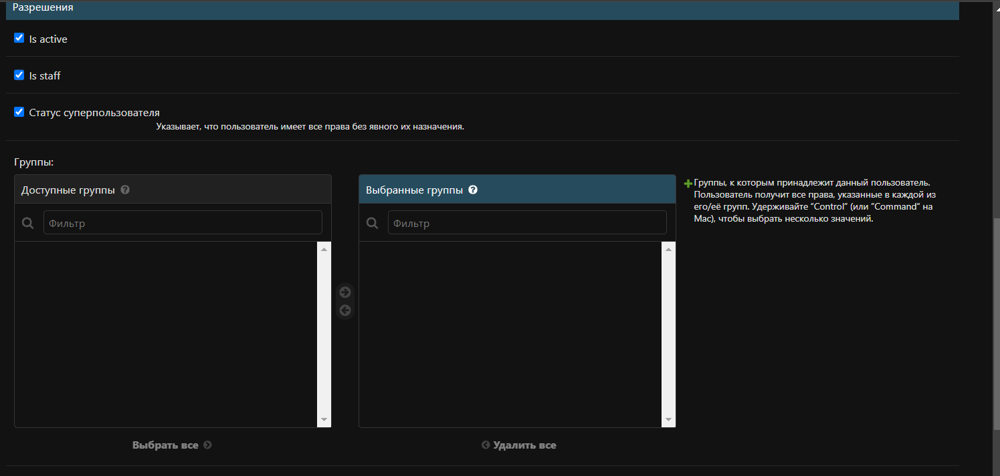 Разрешения
Is active
Is staff
Статус суперпользователя
Указывает, что пользователь имеет все права без явного их назначения.
Группы:
Доступные группы ?
Фильтр
Выбрать все
Выбранные группы ?
Фильтр
Удалить все
Группы, к которым принадлежит данный пользователь.
Пользователь получит все права, указанные в каждой из
его/её групп. Удерживайте “Control” (или “Command” на
Mac), чтобы выбрать несколько значений.